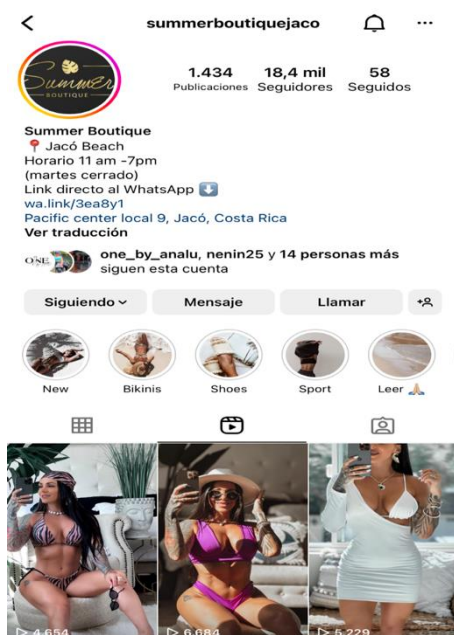 summerboutiquejaco
Summer
BOUTIQUE
1.434 18,4 mil 58
Publicaciones Seguidores Seguidos
Summer Boutique
📍 Jacó Beach
Horario 11 am -7pm
(martes cerrado)
Link directo al WhatsApp ⬇️
wa.link/3ea8y1
Pacific center local 9, Jacó, Costa Rica
Ver traducción
ONE
one_by_analu, nenin25 y 14 personas más
siguen esta cuenta
Siguiendo Mensaje Llamar
New Bikinis Shoes Sport Leer 🙏🏼
4.654 6.684 5.229